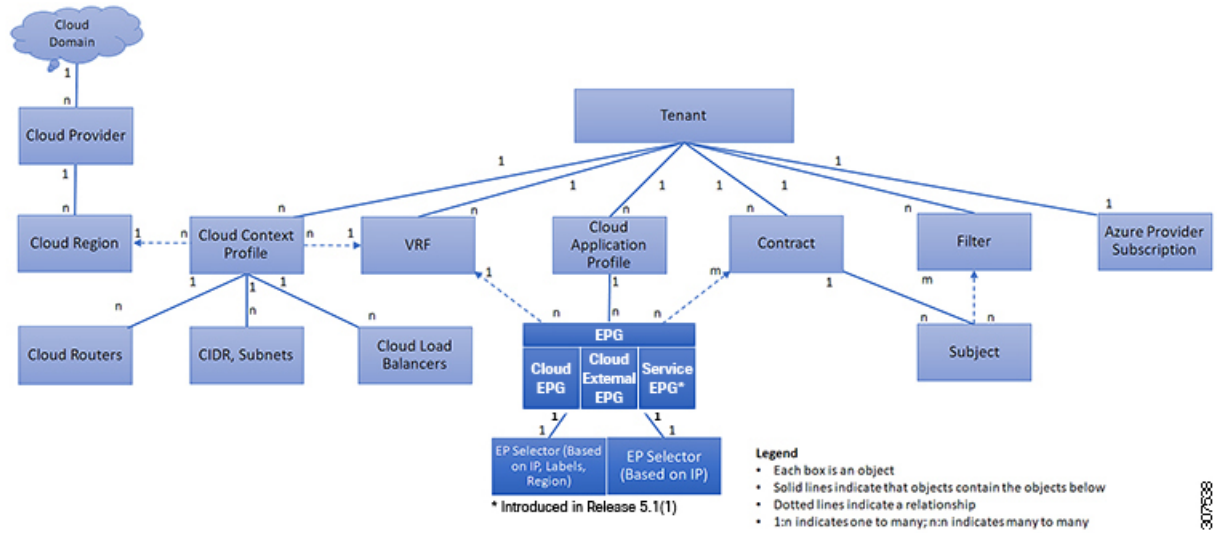 Cloud
Domain
1
n
Cloud Provider
Tenant
1
1
1
1
1
1
1
n
n
n
n
n
n
1
Cloud Region
1
n
Cloud Context
Profile
n
1
VRF
Cloud
Application
Profile
Contract
Filter
Azure Provider
Subscription
1
1
1
1
1
m
1
m
n
n
n
n
n
n
n
n
Cloud Routers
CIDR, Subnets
Cloud Load
Balancers
EPG
Subject
Cloud
EPG
Cloud
External
EPG
Service
EPG*
1
1
1
1
EP Selector (Based
on IP, Labels,
Region)
EP Selector
(Based on IP)
* Introduced in Release 5.1(1)
Legend
• Each box is an object
• Solid lines indicate that objects contain the objects below
• Dotted lines indicate a relationship
• 1:n indicates one to many; n:n indicates many to many
307538